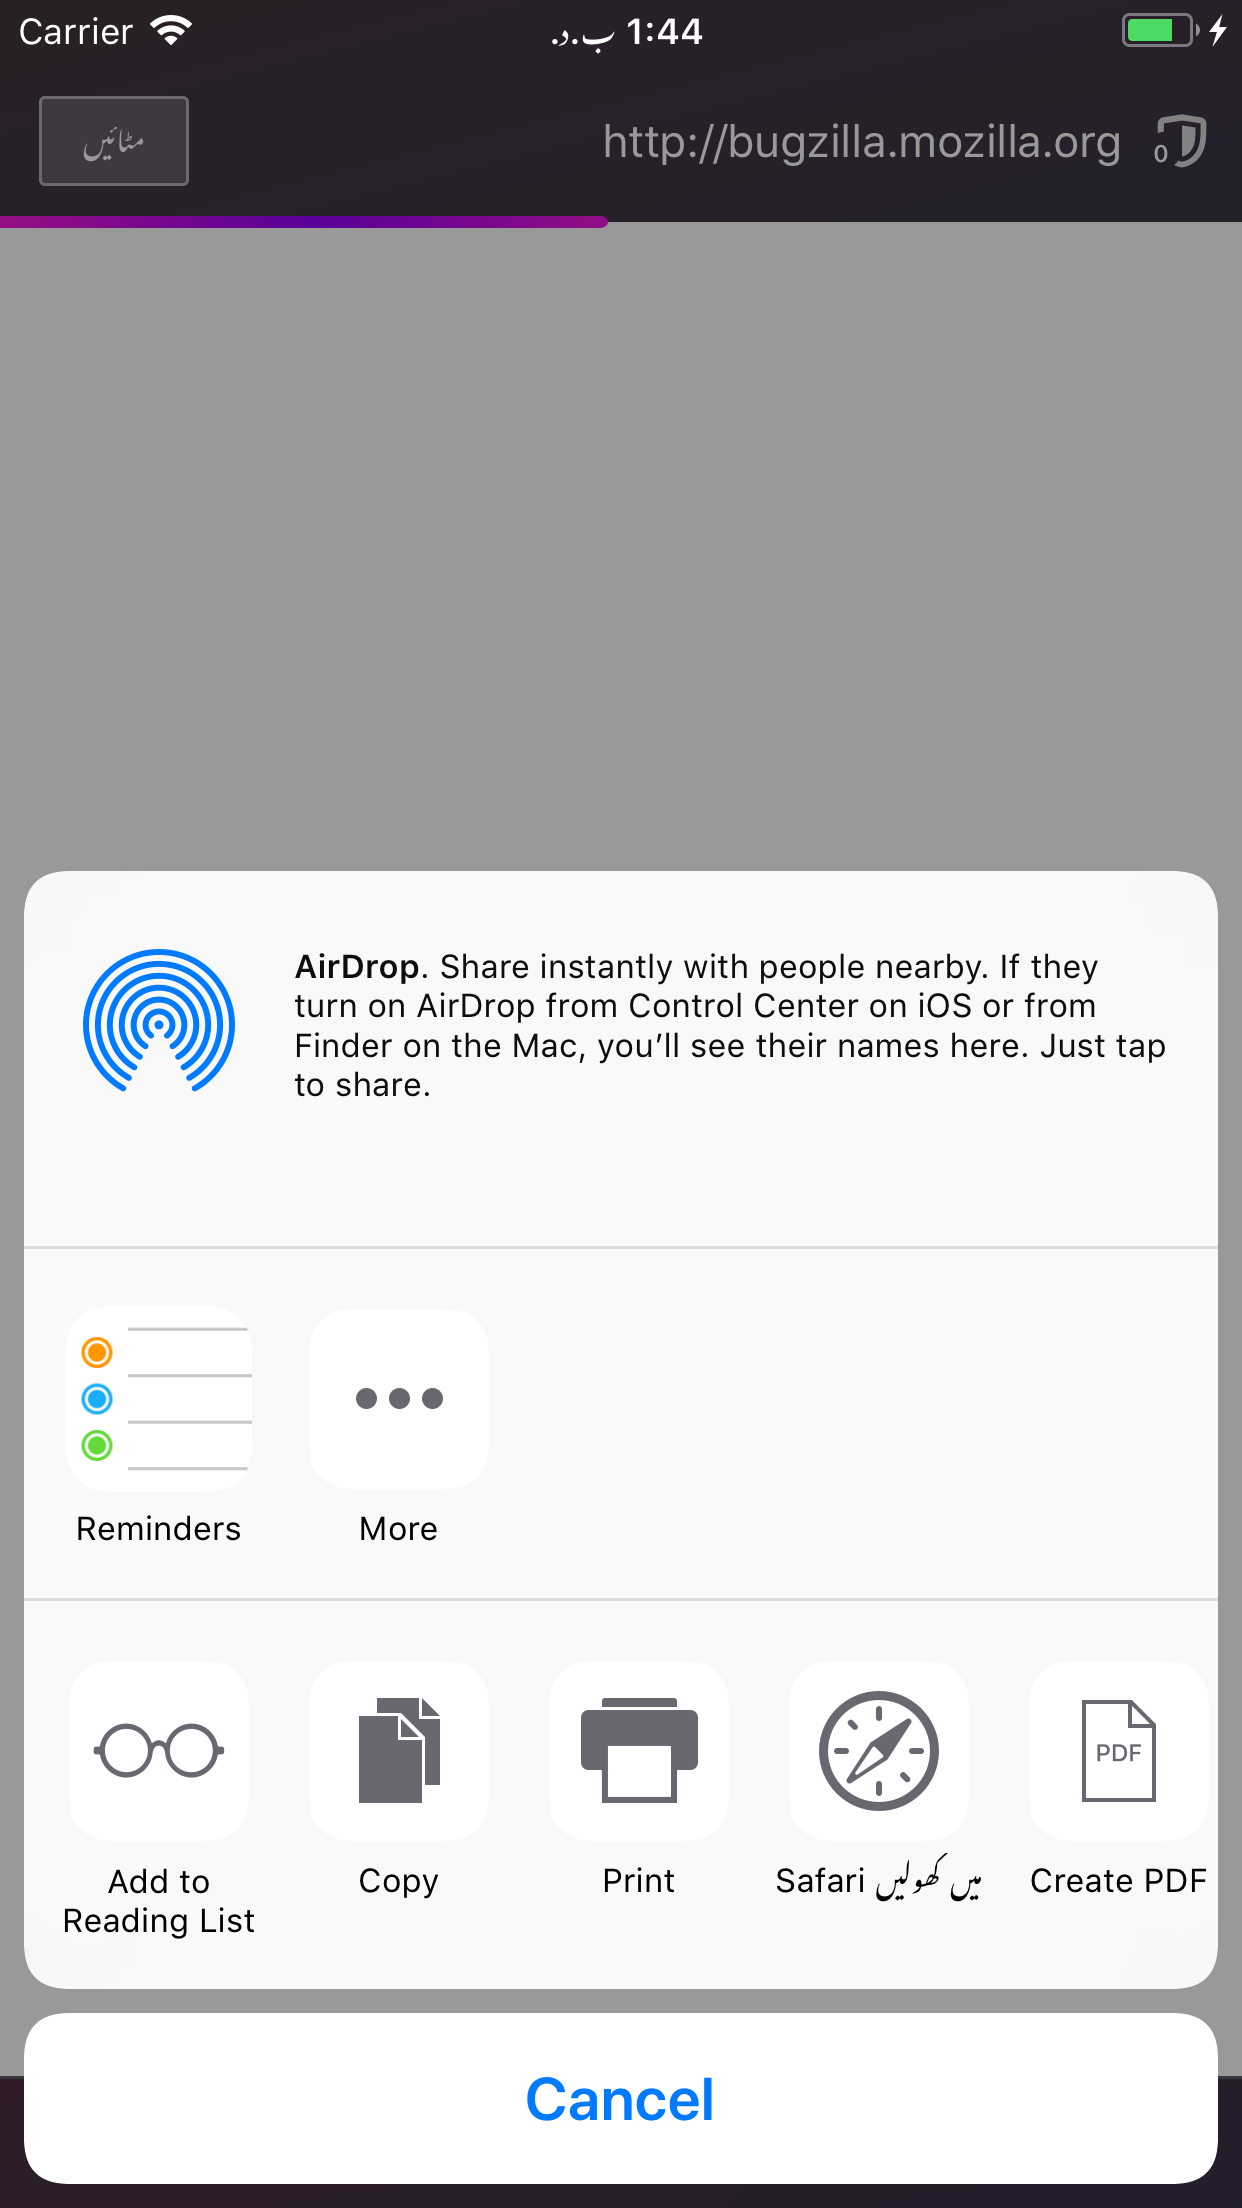 Carrier
1:44 ب.د.
مٹائیں
http://bugzilla.mozilla.org
0
AirDrop. Share instantly with people nearby. If they
turn on AirDrop from Control Center on iOS or from
Finder on the Mac, you’ll see their names here. Just tap
to share.
Reminders
More
PDF
Add to
Reading List
Copy
Print
Safari میں کھولیں
Create PDF
Cancel